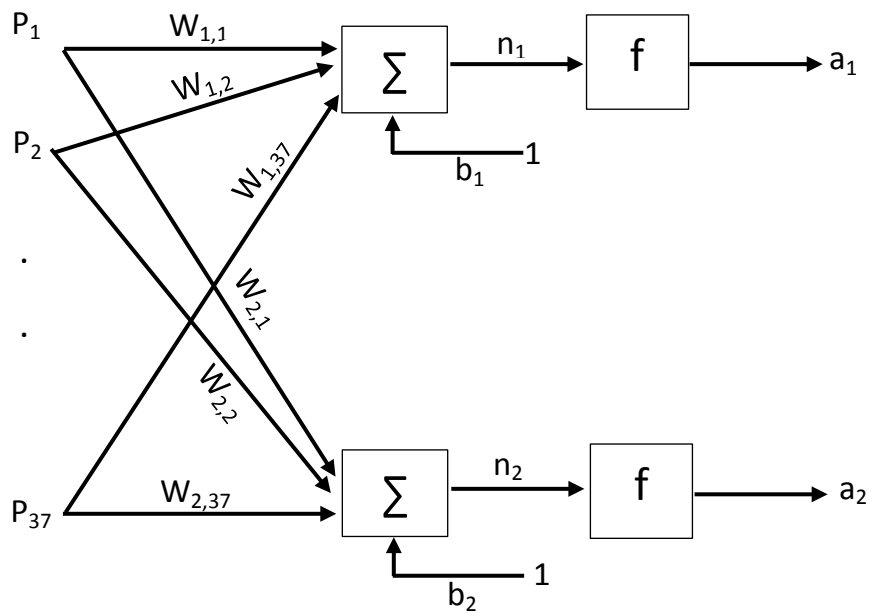 P₁ W₁,₁ ∑ n₁ f a₁
W₁,₂
P₂ b₁ 1
W₁,₃₇
.
W₂,₁
.
W₂,₂
P₃₇ W₂,₃₇ ∑ n₂ f a₂
b₂ 1